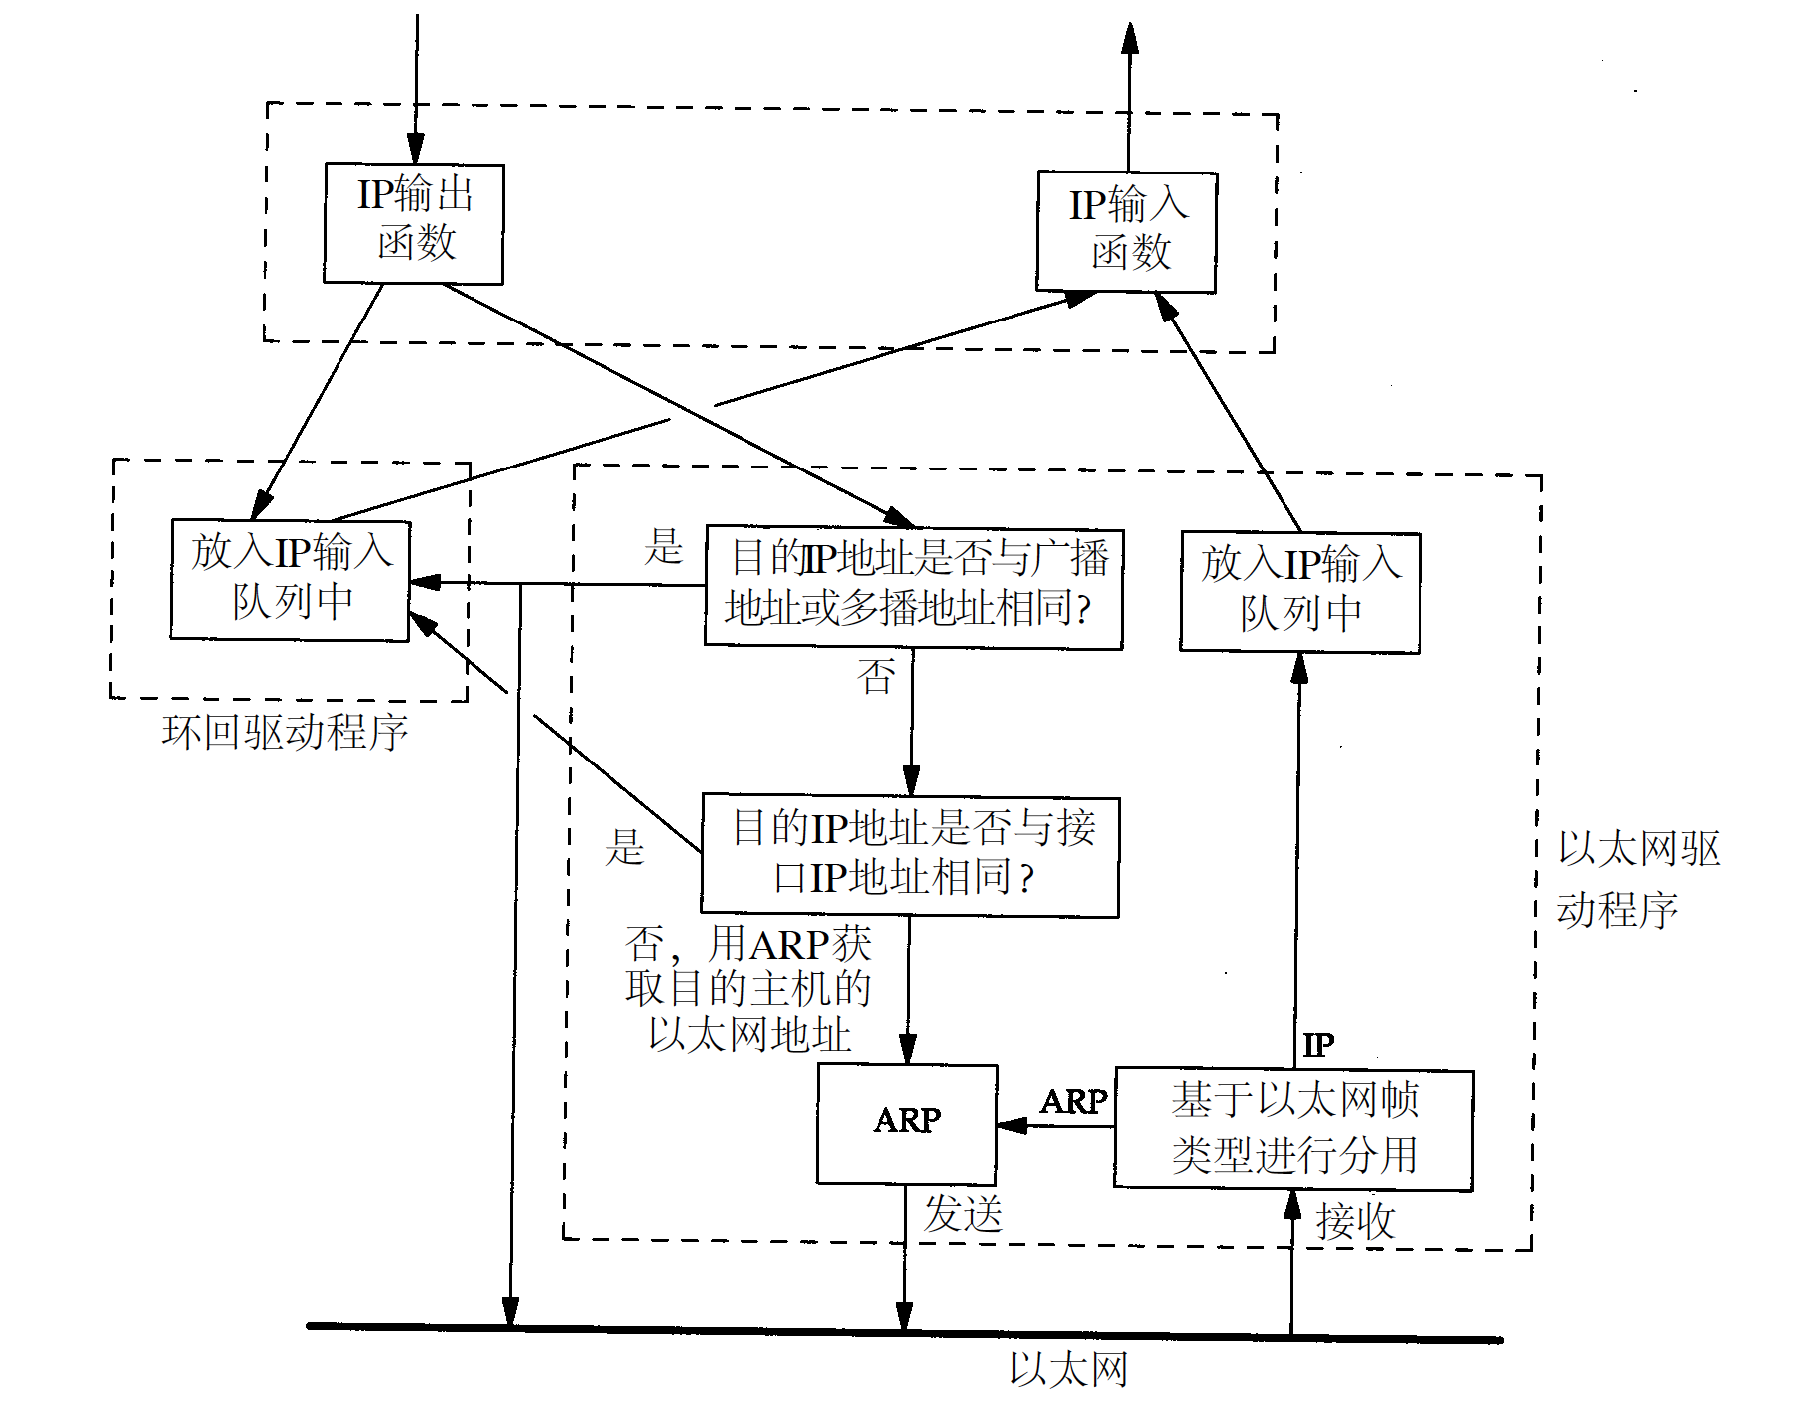 IP输出
函数
IP输入
函数
放入IP输入
队列中
环回驱动程序
是
目的IP地址是否与广播
地址或多播地址相同?
放入IP输入
队列中
否
是
目的IP地址是否与接
口IP地址相同?
以太网驱
动程序
否，用ARP获
取目的主机的
以太网地址
IP
ARP
ARP
基于以太网帧
类型进行分用
发送
接收
以太网